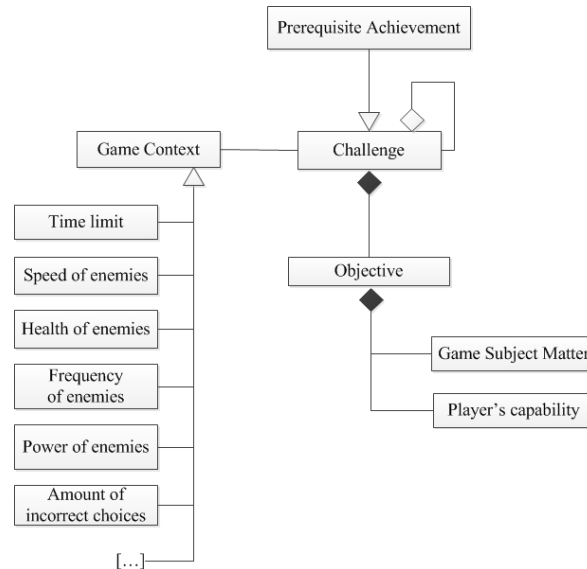 Prerequisite Achievement
Game Context
Challenge
Time limit
Speed of enemies
Health of enemies
Frequency
of enemies
Power of enemies
Amount of
incorrect choices
[...]
Objective
Game Subject Matter
Player's capability